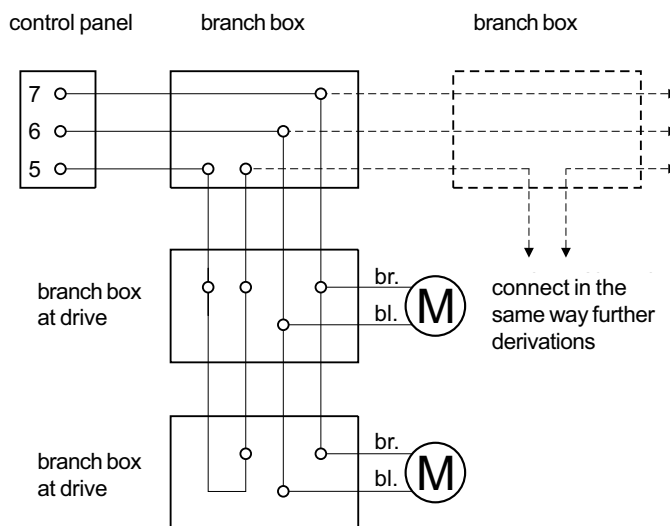 control panel
branch box
branch box
7
6
5
branch box
at drive
br.
bl.
M
connect in the
same way further
derivations
branch box
at drive
br.
bl.
M